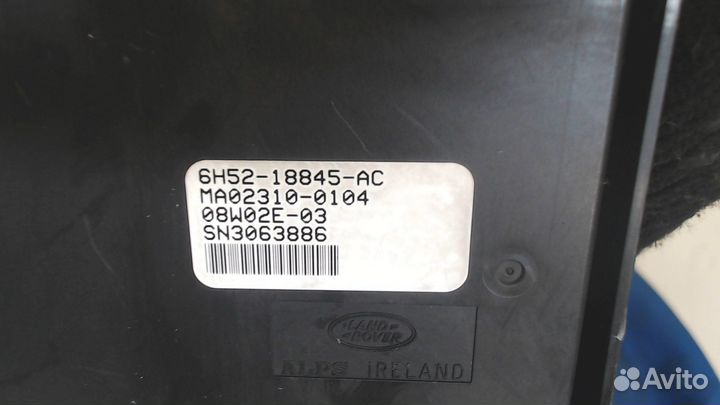 6H52-18845-AC
MA02310-0104
08W02E-03
SN3063886
LAND
ROVER
ALPS IRELAND
Avito